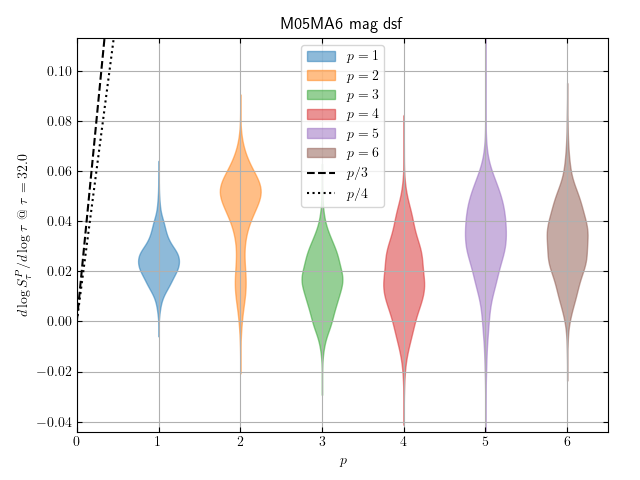 M05MA6 mag dsf
p = 1
p = 2
p = 3
p = 4
p = 5
p = 6
p/3
p/4
d log S_τ^P / d log τ @ τ = 32.0
0.10
0.08
0.06
0.04
0.02
0.00
−0.02
−0.04
0 1 2 3 4 5 6
p